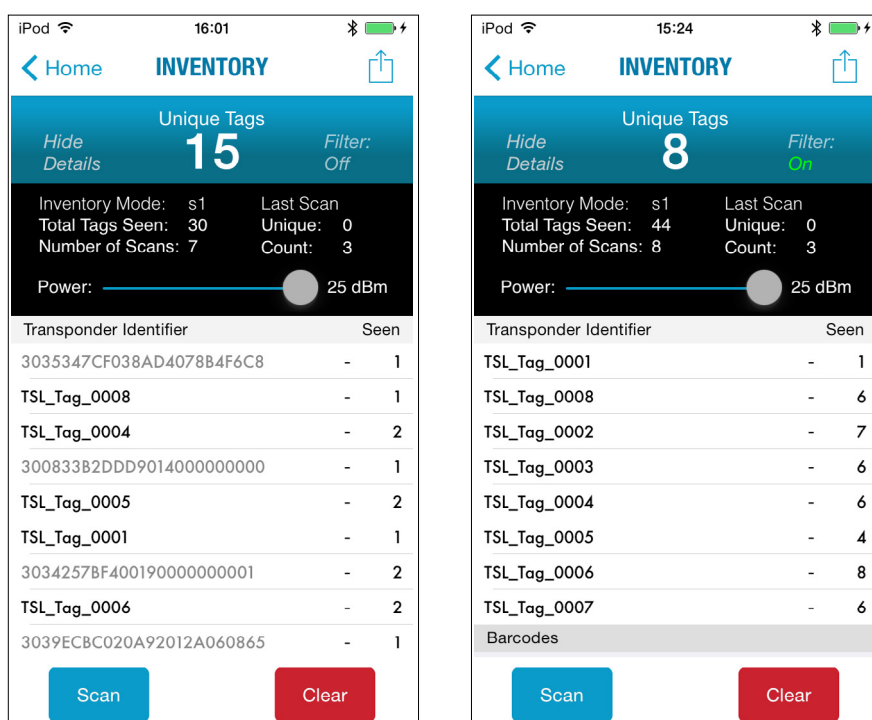 iPod 16:01
Home INVENTORY
Unique Tags
Hide Details 15 Filter: Off
Inventory Mode: s1 Last Scan
Total Tags Seen: 30 Unique: 0
Number of Scans: 7 Count: 3
Power: 25 dBm
Transponder Identifier Seen
3035347CF038AD4078B4F6C8 - 1
TSL_Tag_0008 - 1
TSL_Tag_0004 - 2
300833B2DDD9014000000000 - 1
TSL_Tag_0005 - 2
TSL_Tag_0001 - 1
3034257BF400190000000001 - 2
TSL_Tag_0006 - 2
3039ECBC020A92012A060865 - 1
Scan Clear
iPod 15:24
Home INVENTORY
Unique Tags
Hide Details 8 Filter: On
Inventory Mode: s1 Last Scan
Total Tags Seen: 44 Unique: 0
Number of Scans: 8 Count: 3
Power: 25 dBm
Transponder Identifier Seen
TSL_Tag_0001 - 1
TSL_Tag_0008 - 6
TSL_Tag_0002 - 7
TSL_Tag_0003 - 6
TSL_Tag_0004 - 6
TSL_Tag_0005 - 4
TSL_Tag_0006 - 8
TSL_Tag_0007 - 6
Barcodes
Scan Clear